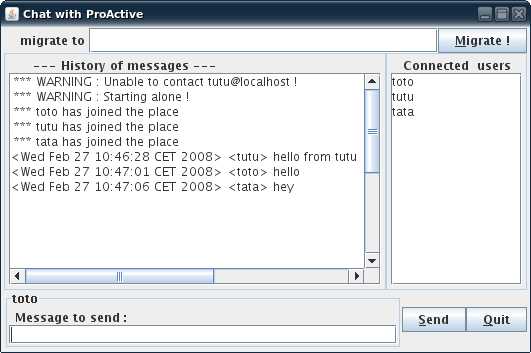 Chat with ProActive
migrate to
Migrate !
--- History of messages ---
Connected users
*** WARNING : Unable to contact tutu@localhost !
*** WARNING : Starting alone !
*** toto has joined the place
*** tutu has joined the place
*** tata has joined the place
<Wed Feb 27 10:46:28 CET 2008> <tutu> hello from tutu
<Wed Feb 27 10:47:01 CET 2008> <toto> hello
<Wed Feb 27 10:47:06 CET 2008> <tata> hey
toto
tutu
tata
toto
Message to send :
Send
Quit